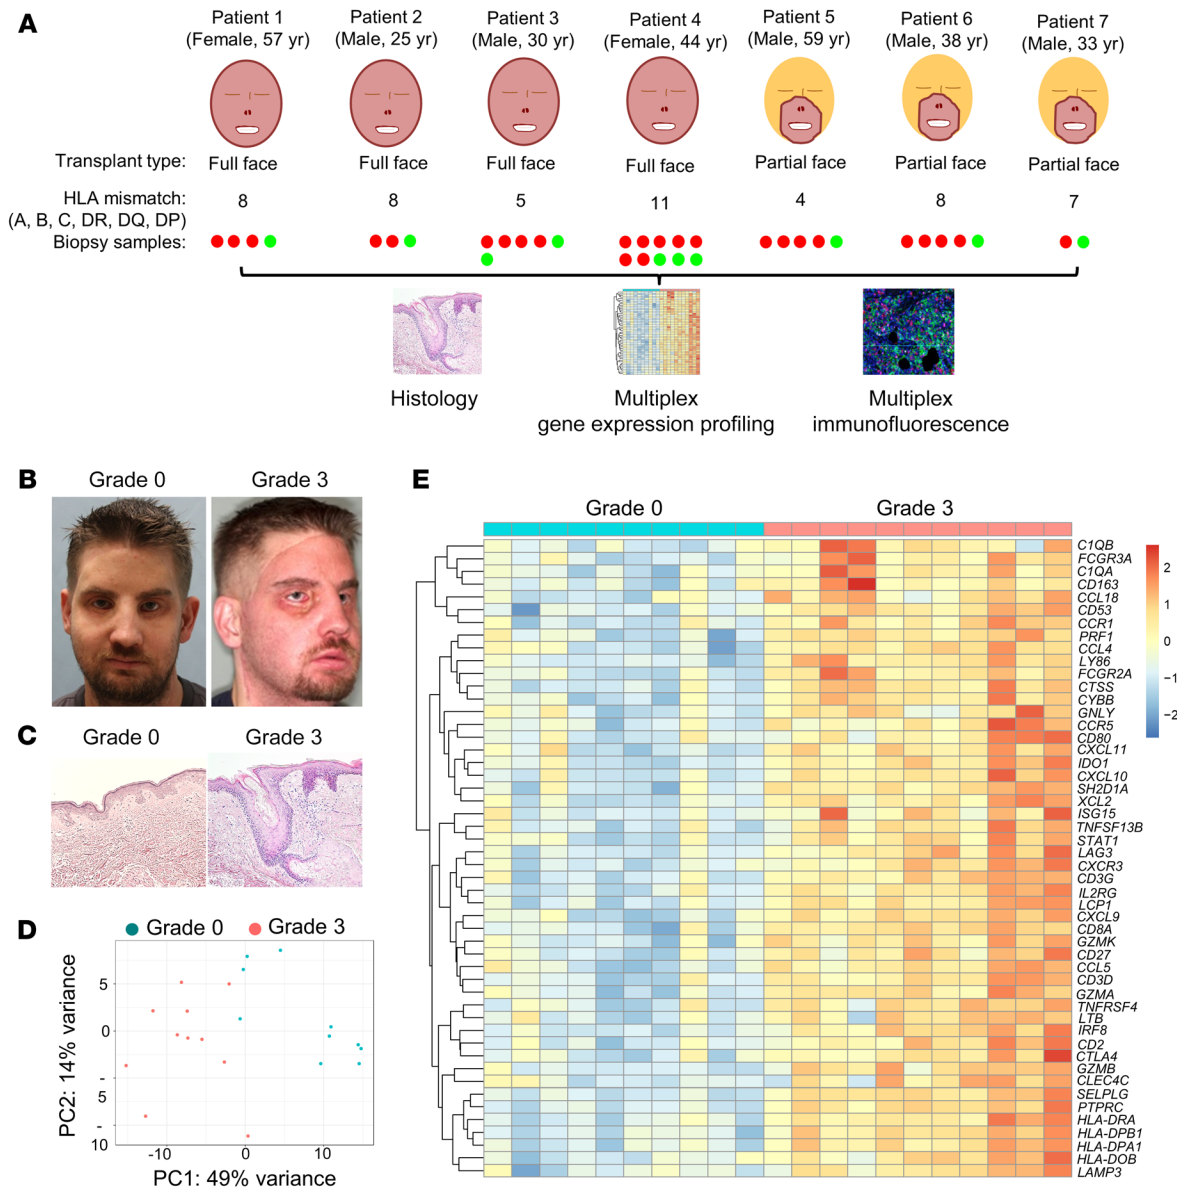 A
Patient 1
(Female, 57 yr)
Patient 2
(Male, 25 yr)
Patient 3
(Male, 30 yr)
Patient 4
(Female, 44 yr)
Patient 5
(Male, 59 yr)
Patient 6
(Male, 38 yr)
Patient 7
(Male, 33 yr)
Transplant type: Full face Full face Full face Full face Partial face Partial face Partial face
HLA mismatch: 8 8 5 11 4 8 7
(A, B, C, DR, DQ, DP)
Biopsy samples:
Histology
Multiplex
gene expression profiling
Multiplex
immunofluorescence
B
Grade 0 Grade 3
C
Grade 0 Grade 3
D
Grade 0 Grade 3
PC2: 14% variance
5
0
-
5
-
10
-10 0 10
PC1: 49% variance
E
Grade 0 Grade 3
C1QB
FCGR3A
C1QA
CD163
CCL18
CD53
CCR1
PRF1
CCL4
LY86
FCGR2A
CTSS
CYBB
GNLY
CCR5
CD80
CXCL11
IDO1
CXCL10
SH2D1A
XCL2
ISG15
TNFSF13B
STAT1
LAG3
CXCR3
CD3G
IL2RG
LCP1
CXCL9
CD8A
GZMK
CD27
CCL5
CD3D
GZMA
TNFRSF4
LTB
IRF8
CD2
CTLA4
GZMB
CLEC4C
SELPLG
PTPRC
HLA-DRA
HLA-DPB1
HLA-DPA1
HLA-DOB
LAMP3
2
1
0
−1
−2